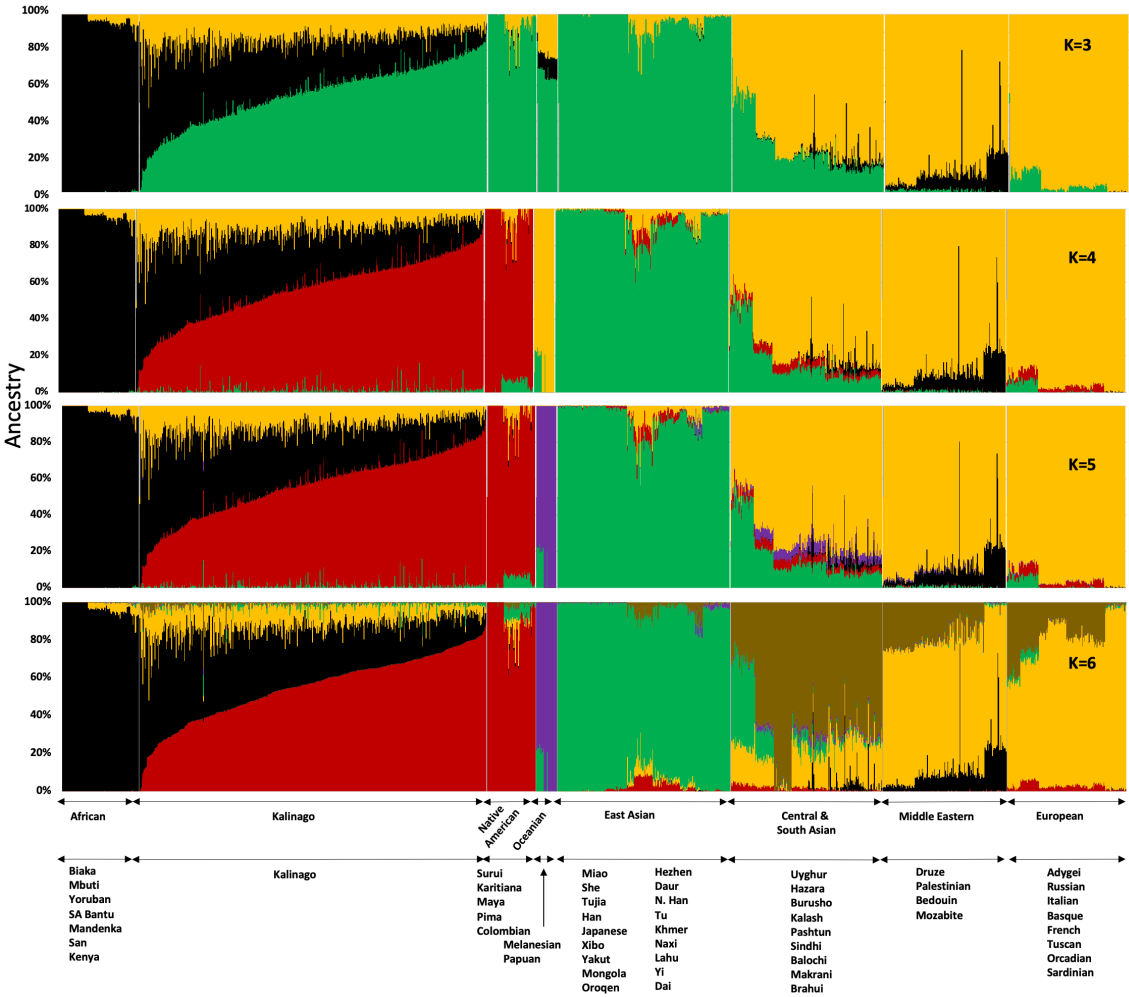 100%
80%
60%
40%
20%
0%
K=3
100%
80%
60%
40%
20%
0%
K=4
Ancestry
100%
80%
60%
40%
20%
0%
K=5
100%
80%
60%
40%
20%
0%
K=6
African
Kalinago
Native
American
Oceanian
East Asian
Central &
South Asian
Middle Eastern
European
Biaka
Mbuti
Yoruban
SA Bantu
Mandenka
San
Kenya
Kalinago
Surui
Karitiana
Maya
Pima
Colombian
Melanesian
Papuan
Miao
She
Tujia
Han
Japanese
Xibo
Yakut
Mongola
Oroqen
Hezhen
Daur
N. Han
Tu
Khmer
Naxi
Lahu
Yi
Dai
Uyghur
Hazara
Burusho
Kalash
Pashtun
Sindhi
Balochi
Makrani
Brahui
Druze
Palestinian
Bedouin
Mozabite
Adygei
Russian
Italian
Basque
French
Tuscan
Orcadian
Sardinian